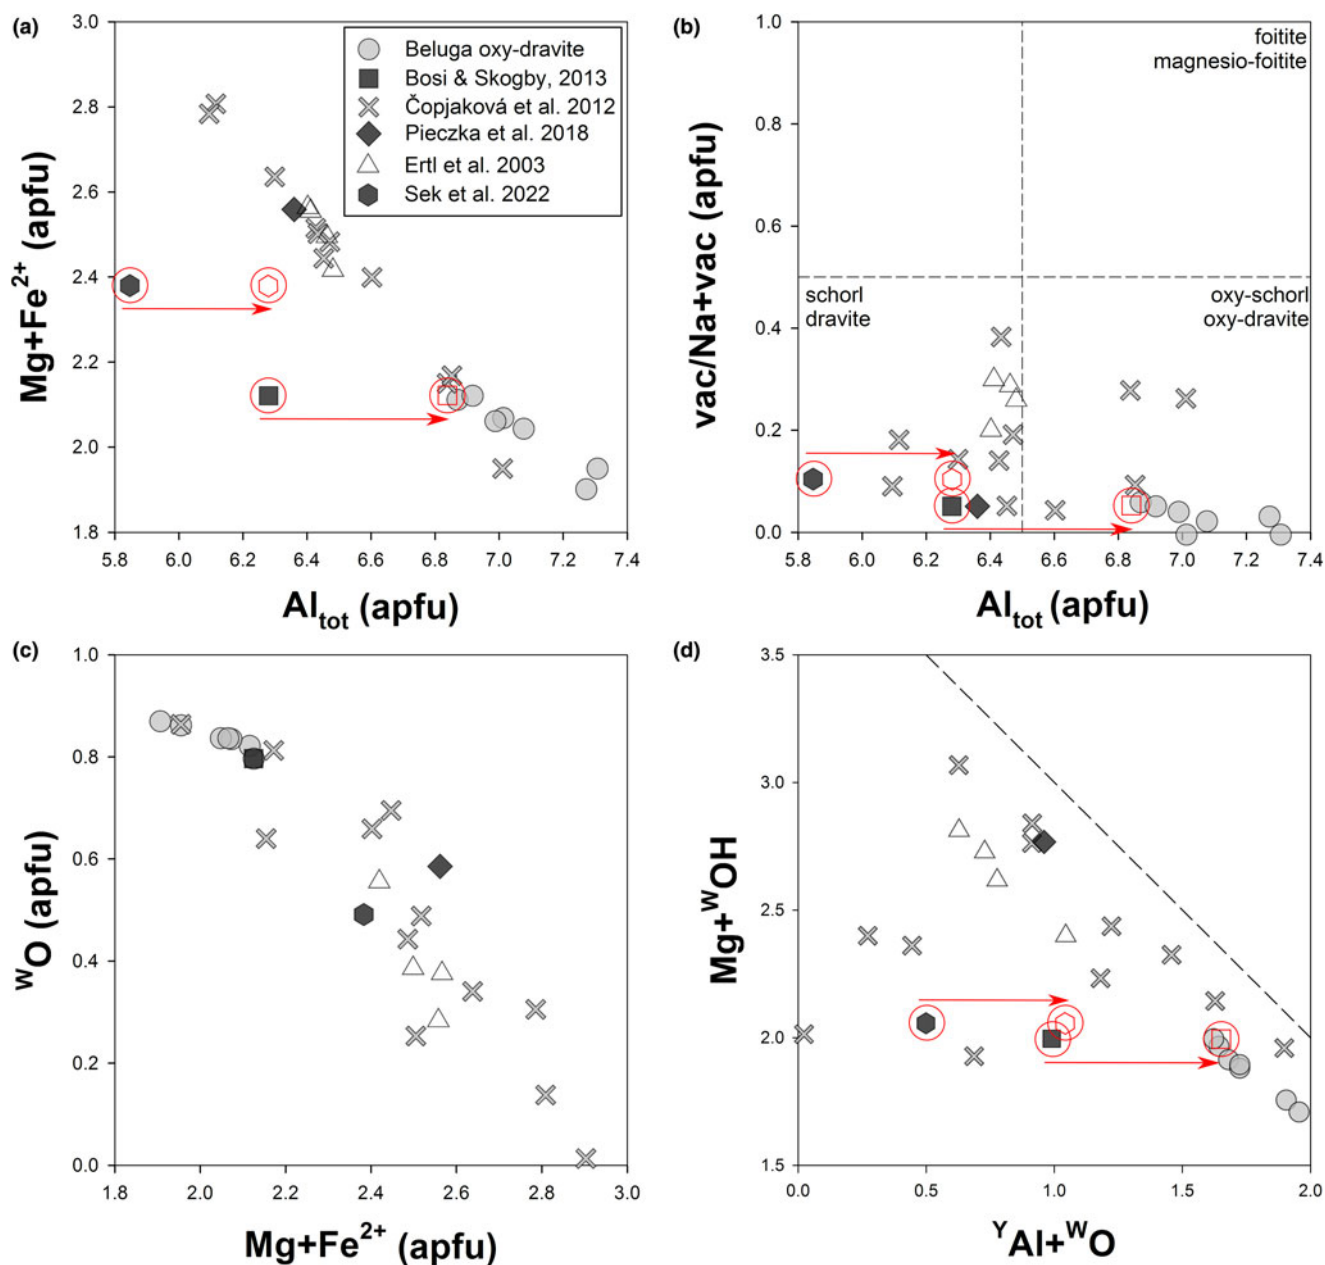 (a)
2.0
Beluga oxy-dravite
Bosi & Skogby, 2013
Čopjaková et al. 2012
Pieczka et al. 2018
Ertl et al. 2003
Sek et al. 2022
2.8
2.6
2.4
2.2
2.0
1.8
Mg+Fe2+ (apfu)
5.8 6.0 6.2 6.4 6.6 6.8 7.0 7.2 7.4
Altot (apfu)
(b)
1.0
0.8
0.6
0.4
0.2
0.0
vac/Na+vac (apfu)
foitite
magnesio-foitite
schorl
dravite
oxy-schorl
oxy-dravite
5.8 6.0 6.2 6.4 6.6 6.8 7.0 7.2 7.4
Altot (apfu)
(c)
1.0
0.8
0.6
0.4
0.2
0.0
WO (apfu)
1.8 2.0 2.2 2.4 2.6 2.8 3.0
Mg+Fe2+ (apfu)
(d)
3.5
3.0
2.5
2.0
1.5
Mg+WOH
0.0 0.5 1.0 1.5 2.0
YAl+WO